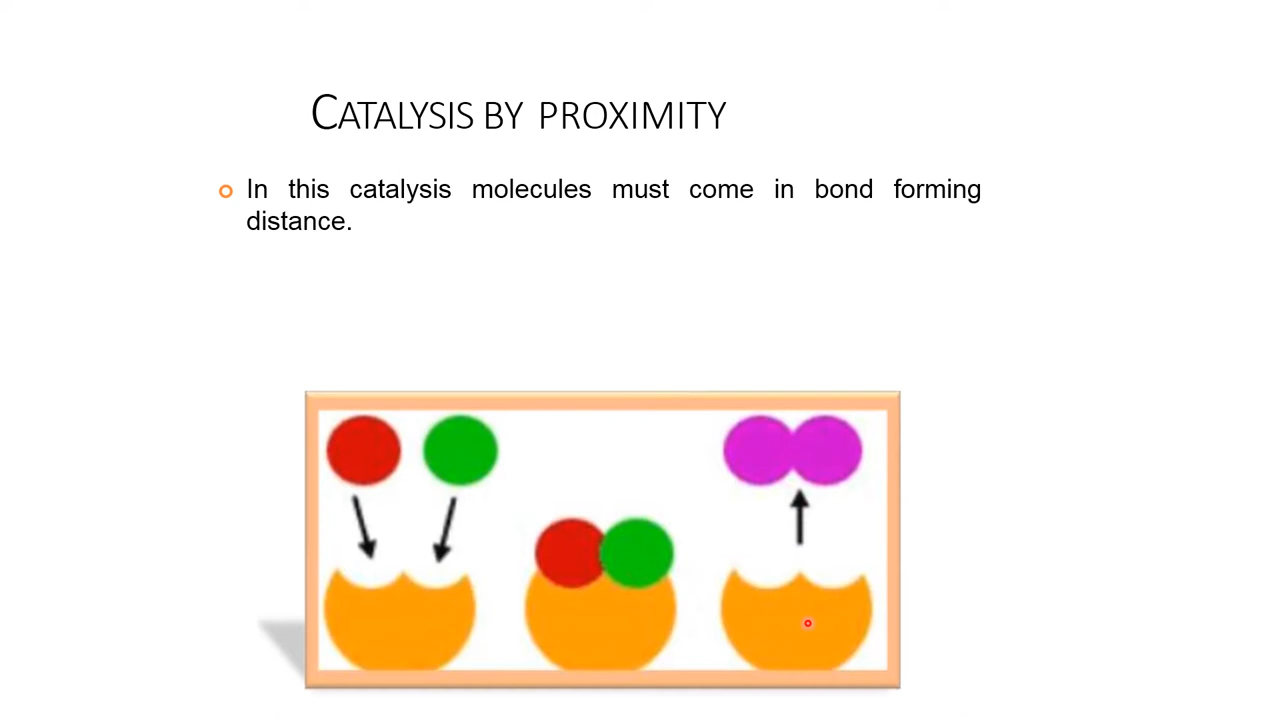 CATALYSIS BY PROXIMITY
In this catalysis molecules must come in bond forming
distance.